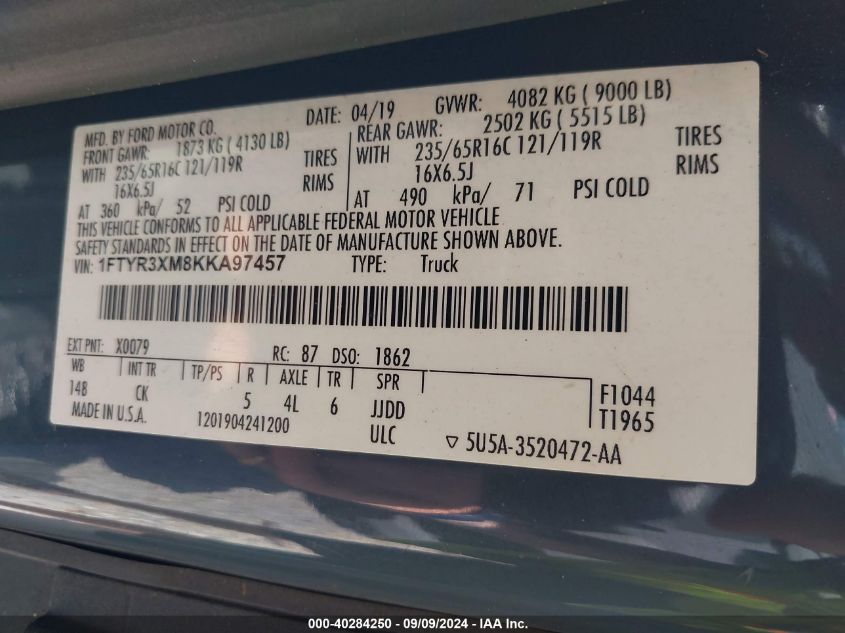 MFD. BY FORD MOTOR CO. DATE: 04/19 GVWR: 4082 KG ( 9000 LB)
FRONT GAWR: 1873 KG ( 4130 LB) REAR GAWR: 2502 KG ( 5515 LB)
WITH 235/65R16C 121/119R TIRES WITH 235/65R16C 121/119R TIRES
16X6.5J RIMS 16X6.5J RIMS
AT 360 kPa/ 52 PSI COLD AT 490 kPa/ 71 PSI COLD
THIS VEHICLE CONFORMS TO ALL APPLICABLE FEDERAL MOTOR VEHICLE
SAFETY STANDARDS IN EFFECT ON THE DATE OF MANUFACTURE SHOWN ABOVE.
VIN: 1FTYR3XM8KKA97457 TYPE: Truck
EXT PNT: X0079 RC: 87 DSO: 1862
WB INT TR TP/PS R AXLE TR SPR F1044
148 CK 5 4L 6 JJDD T1965
MADE IN U.S.A. 1201904241200 ULC ▽ 5U5A-3520472-AA
000-40284250 - 09/09/2024 - IAA Inc.